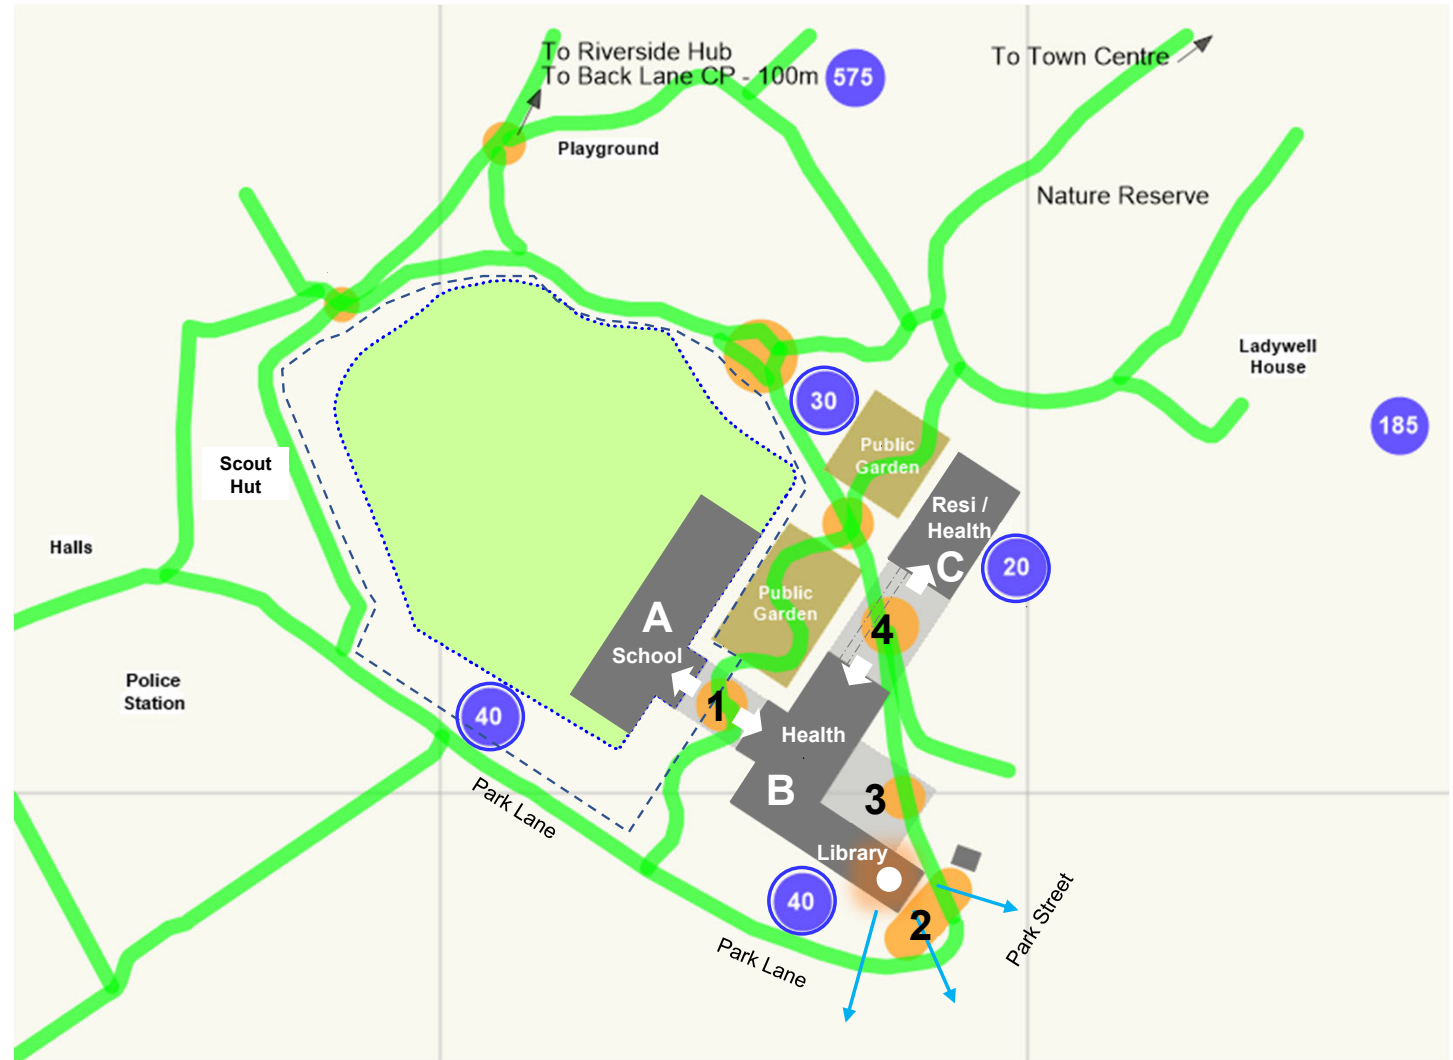 To Riverside Hub
To Back Lane CP - 100m
575
To Town Centre
Playground
Nature Reserve
Ladywell
House
30
185
Public
Garden
Scout
Hut
Resi /
Health
C
20
Halls
Public
Garden
A
School
4
Police
Station
40
1
Health
B
3
Park Lane
Library
40
2
Park Street
Park Lane